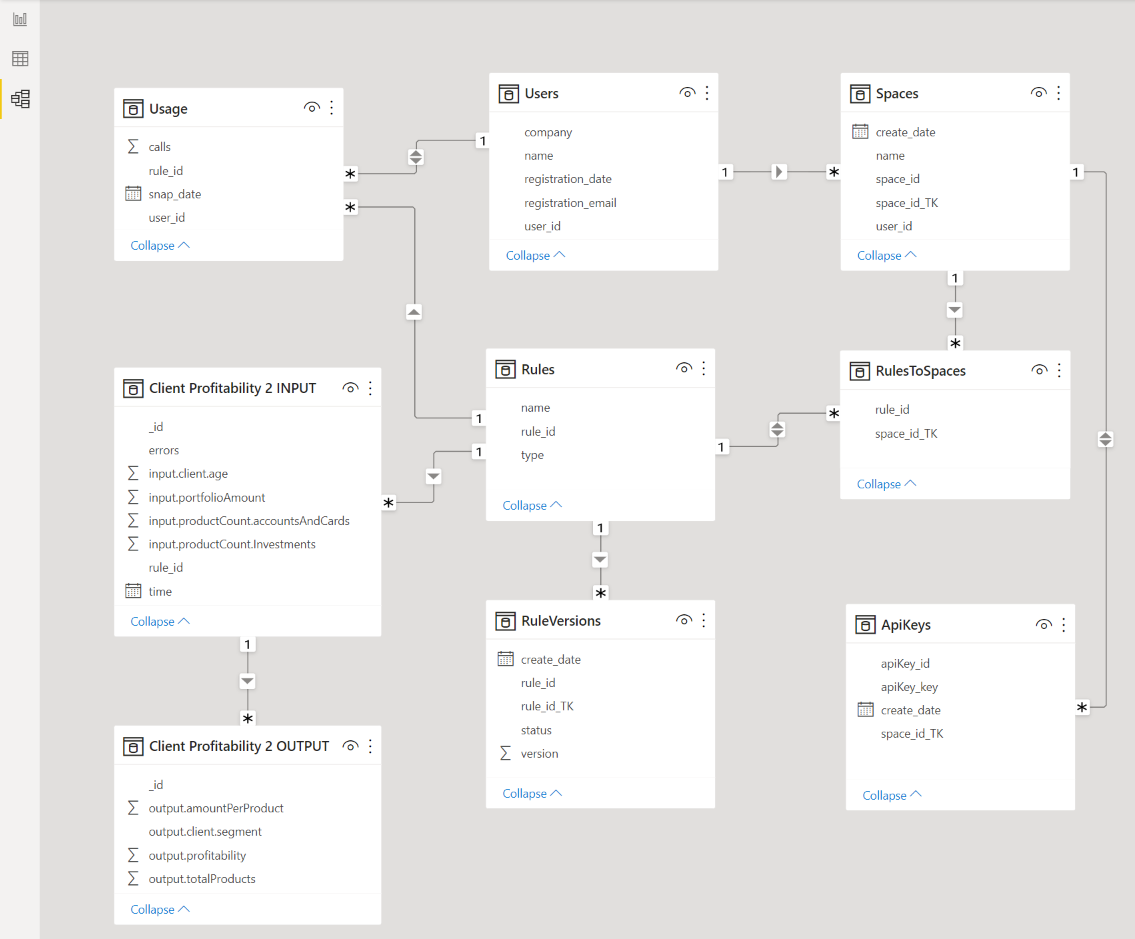 Usage
calls
rule_id
snap_date
user_id
Collapse
Users
company
name
registration_date
registration_email
user_id
Collapse
Spaces
create_date
name
space_id
space_id_TK
user_id
Collapse
1
*
*
1
*
1
1
*
Client Profitability 2 INPUT
_id
errors
input.client.age
input.portfolioAmount
input.productCount.accountsAndCards
input.productCount.Investments
rule_id
time
Collapse
Rules
name
rule_id
type
Collapse
RulesToSpaces
rule_id
space_id_TK
Collapse
1
1
*
1
*
1
*
1
*
Client Profitability 2 OUTPUT
_id
output.amountPerProduct
output.client.segment
output.profitability
output.totalProducts
Collapse
RuleVersions
create_date
rule_id
rule_id_TK
status
version
Collapse
ApiKeys
apiKey_id
apiKey_key
create_date
space_id_TK
Collapse
*